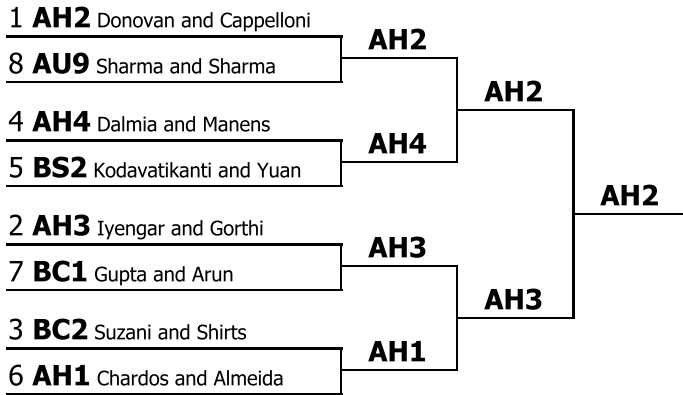 1 AH2 Donovan and Cappelloni
AH2
8 AU9 Sharma and Sharma
AH2
4 AH4 Dalmia and Manens
AH4
5 BS2 Kodavatikanti and Yuan
AH2
2 AH3 Iyengar and Gorthi
AH3
7 BC1 Gupta and Arun
AH3
3 BC2 Suzani and Shirts
AH1
6 AH1 Chardos and Almeida